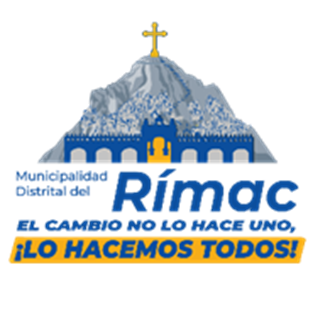 Municipalidad
Distrital del
Rímac
EL CAMBIO NO LO HACE UNO,
¡LO HACEMOS TODOS!